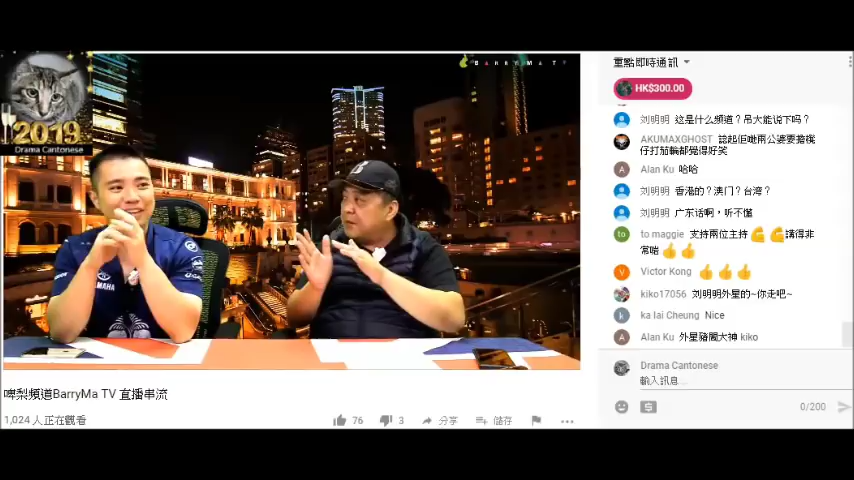 BARRYMA TV
重點即時通訊
HK$300.00
刘明明 这是什么频道？吊大能说下吗？
AKUMAXGHOST 諗起佢哋兩公婆要擔櫈
仔打茄輪都覺得好笑
Alan Ku 哈哈
刘明明 香港的？澳门？台湾？
刘明明 广东话啊，听不懂
to maggie 支持兩位主持💪💪講得非
常啱👍👍
Victor Kong 👍👍👍
kiko17056 刘明明外星的~你走吧~
ka lai Cheung Nice
Alan Ku 外星豬圈大神 kiko
Drama Cantonese
輸入訊息...
0/200
2019
Drama Cantonese
YAMAHA
啤梨頻道BarryMa TV 直播串流
1,024 人正在觀看
76
3
分享
儲存